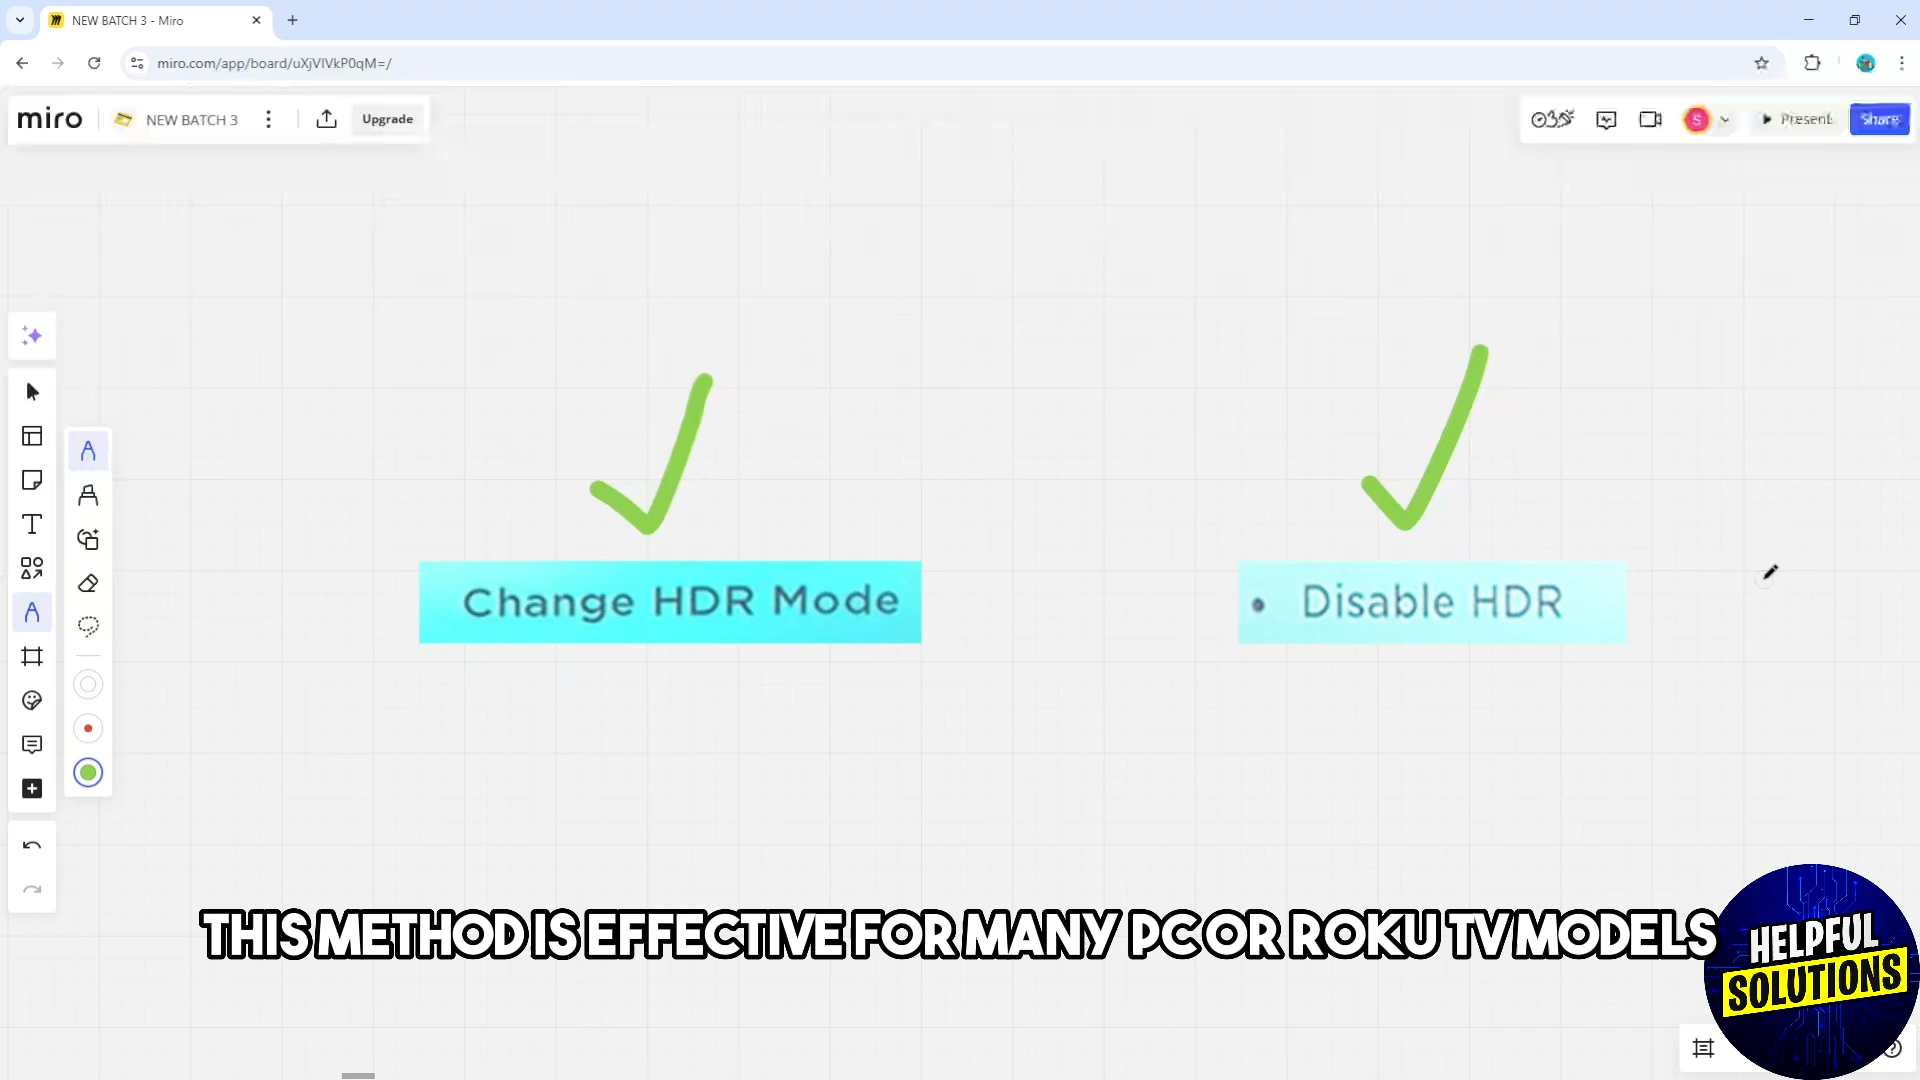 NEW BATCH 3 - Miro
miro.com/app/board/uXjVIVkP0qM=/
miro
NEW BATCH 3
Upgrade
S
Present
Share
Change HDR Mode
• Disable HDR
THIS METHOD IS EFFECTIVE FOR MANY PC OR ROKU TV MODELS
HELPFUL
SOLUTIONS